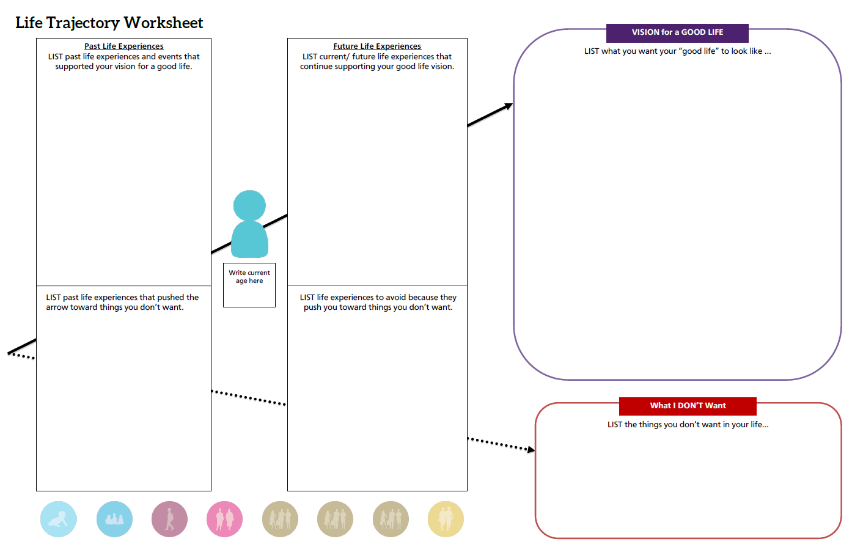 Life Trajectory Worksheet
Past Life Experiences
LIST past life experiences and events that
supported your vision for a good life.
Future Life Experiences
LIST current/ future life experiences that
continue supporting your good life vision.
VISION for a GOOD LIFE
LIST what you want your “good life” to look like ...
Write current
age here
LIST past life experiences that pushed the
arrow toward things you don’t want.
LIST life experiences to avoid because they
push you toward things you don’t want.
What I DON’T Want
LIST the things you don’t want in your life...